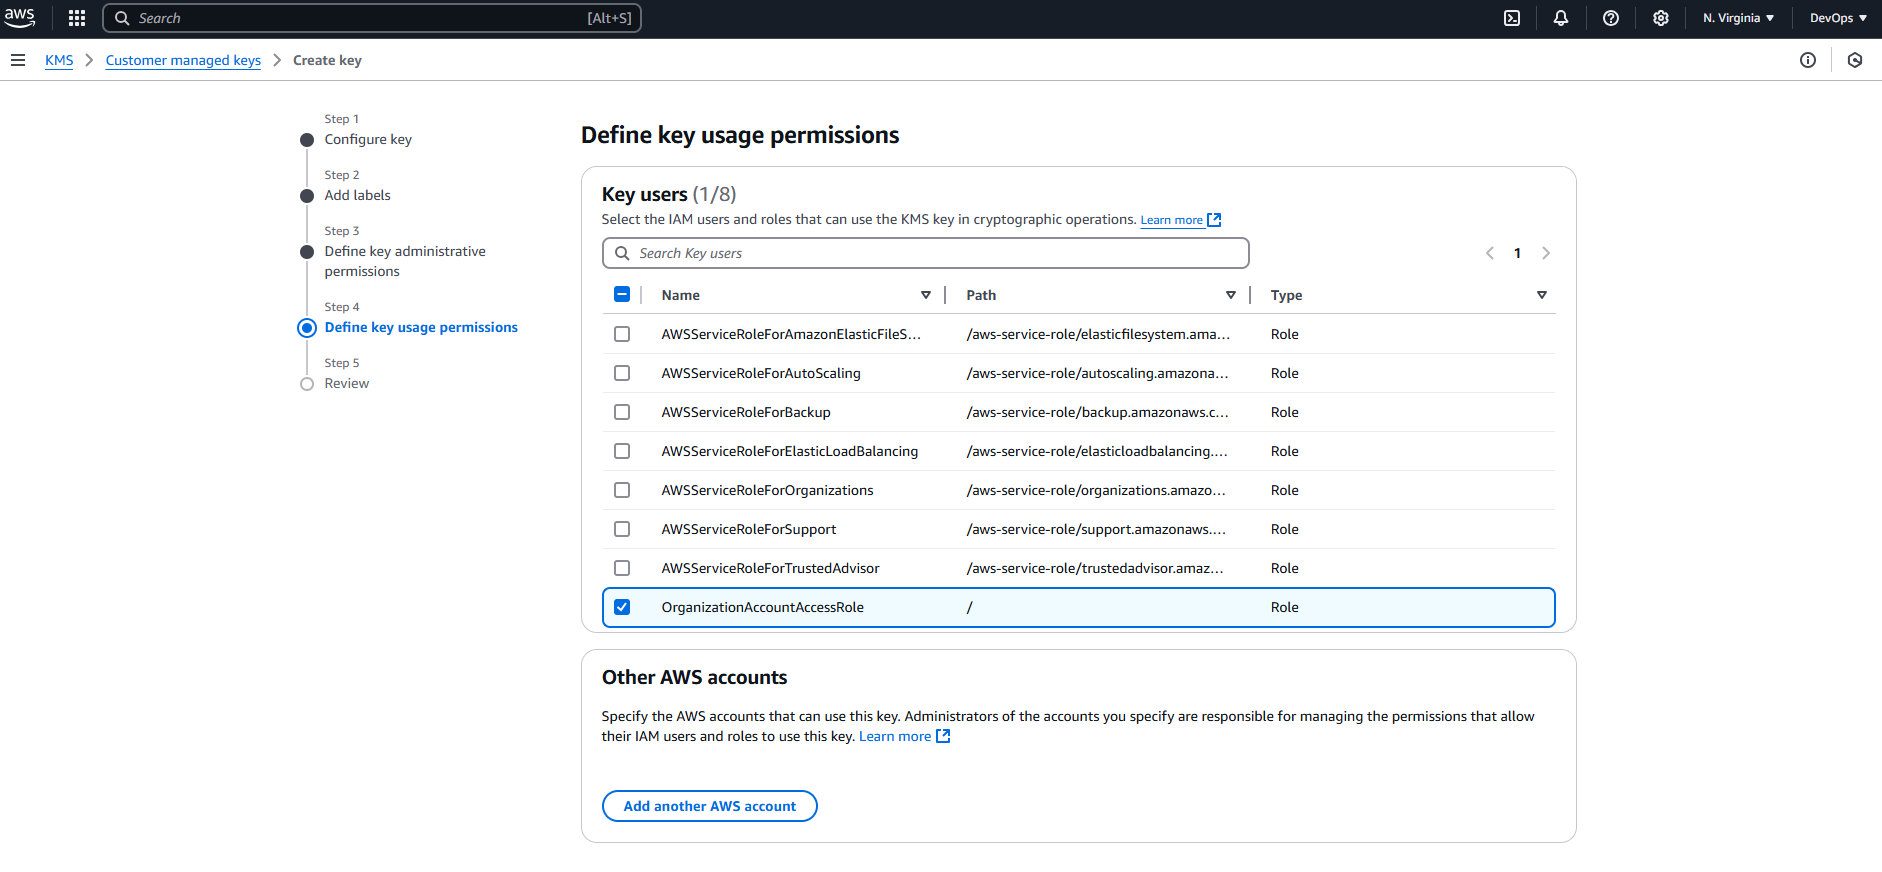 aws
Search [Alt+S]
N. Virginia
DevOps
KMS
Customer managed keys
Create key
Step 1
Configure key
Step 2
Add labels
Step 3
Define key administrative
permissions
Step 4
Define key usage permissions
Step 5
Review
Define key usage permissions
Key users (1/8)
Select the IAM users and roles that can use the KMS key in cryptographic operations. Learn more
Search Key users
1
Name Path Type
AWSServiceRoleForAmazonElasticFileS... /aws-service-role/elasticfilesystem.ama... Role
AWSServiceRoleForAutoScaling /aws-service-role/autoscaling.amazona... Role
AWSServiceRoleForBackup /aws-service-role/backup.amazonaws.c... Role
AWSServiceRoleForElasticLoadBalancing /aws-service-role/elasticloadbalancing.... Role
AWSServiceRoleForOrganizations /aws-service-role/organizations.amazo... Role
AWSServiceRoleForSupport /aws-service-role/support.amazonaws.... Role
AWSServiceRoleForTrustedAdvisor /aws-service-role/trustedadvisor.amaz... Role
OrganizationAccountAccessRole / Role
Other AWS accounts
Specify the AWS accounts that can use this key. Administrators of the accounts you specify are responsible for managing the permissions that allow
their IAM users and roles to use this key. Learn more
Add another AWS account